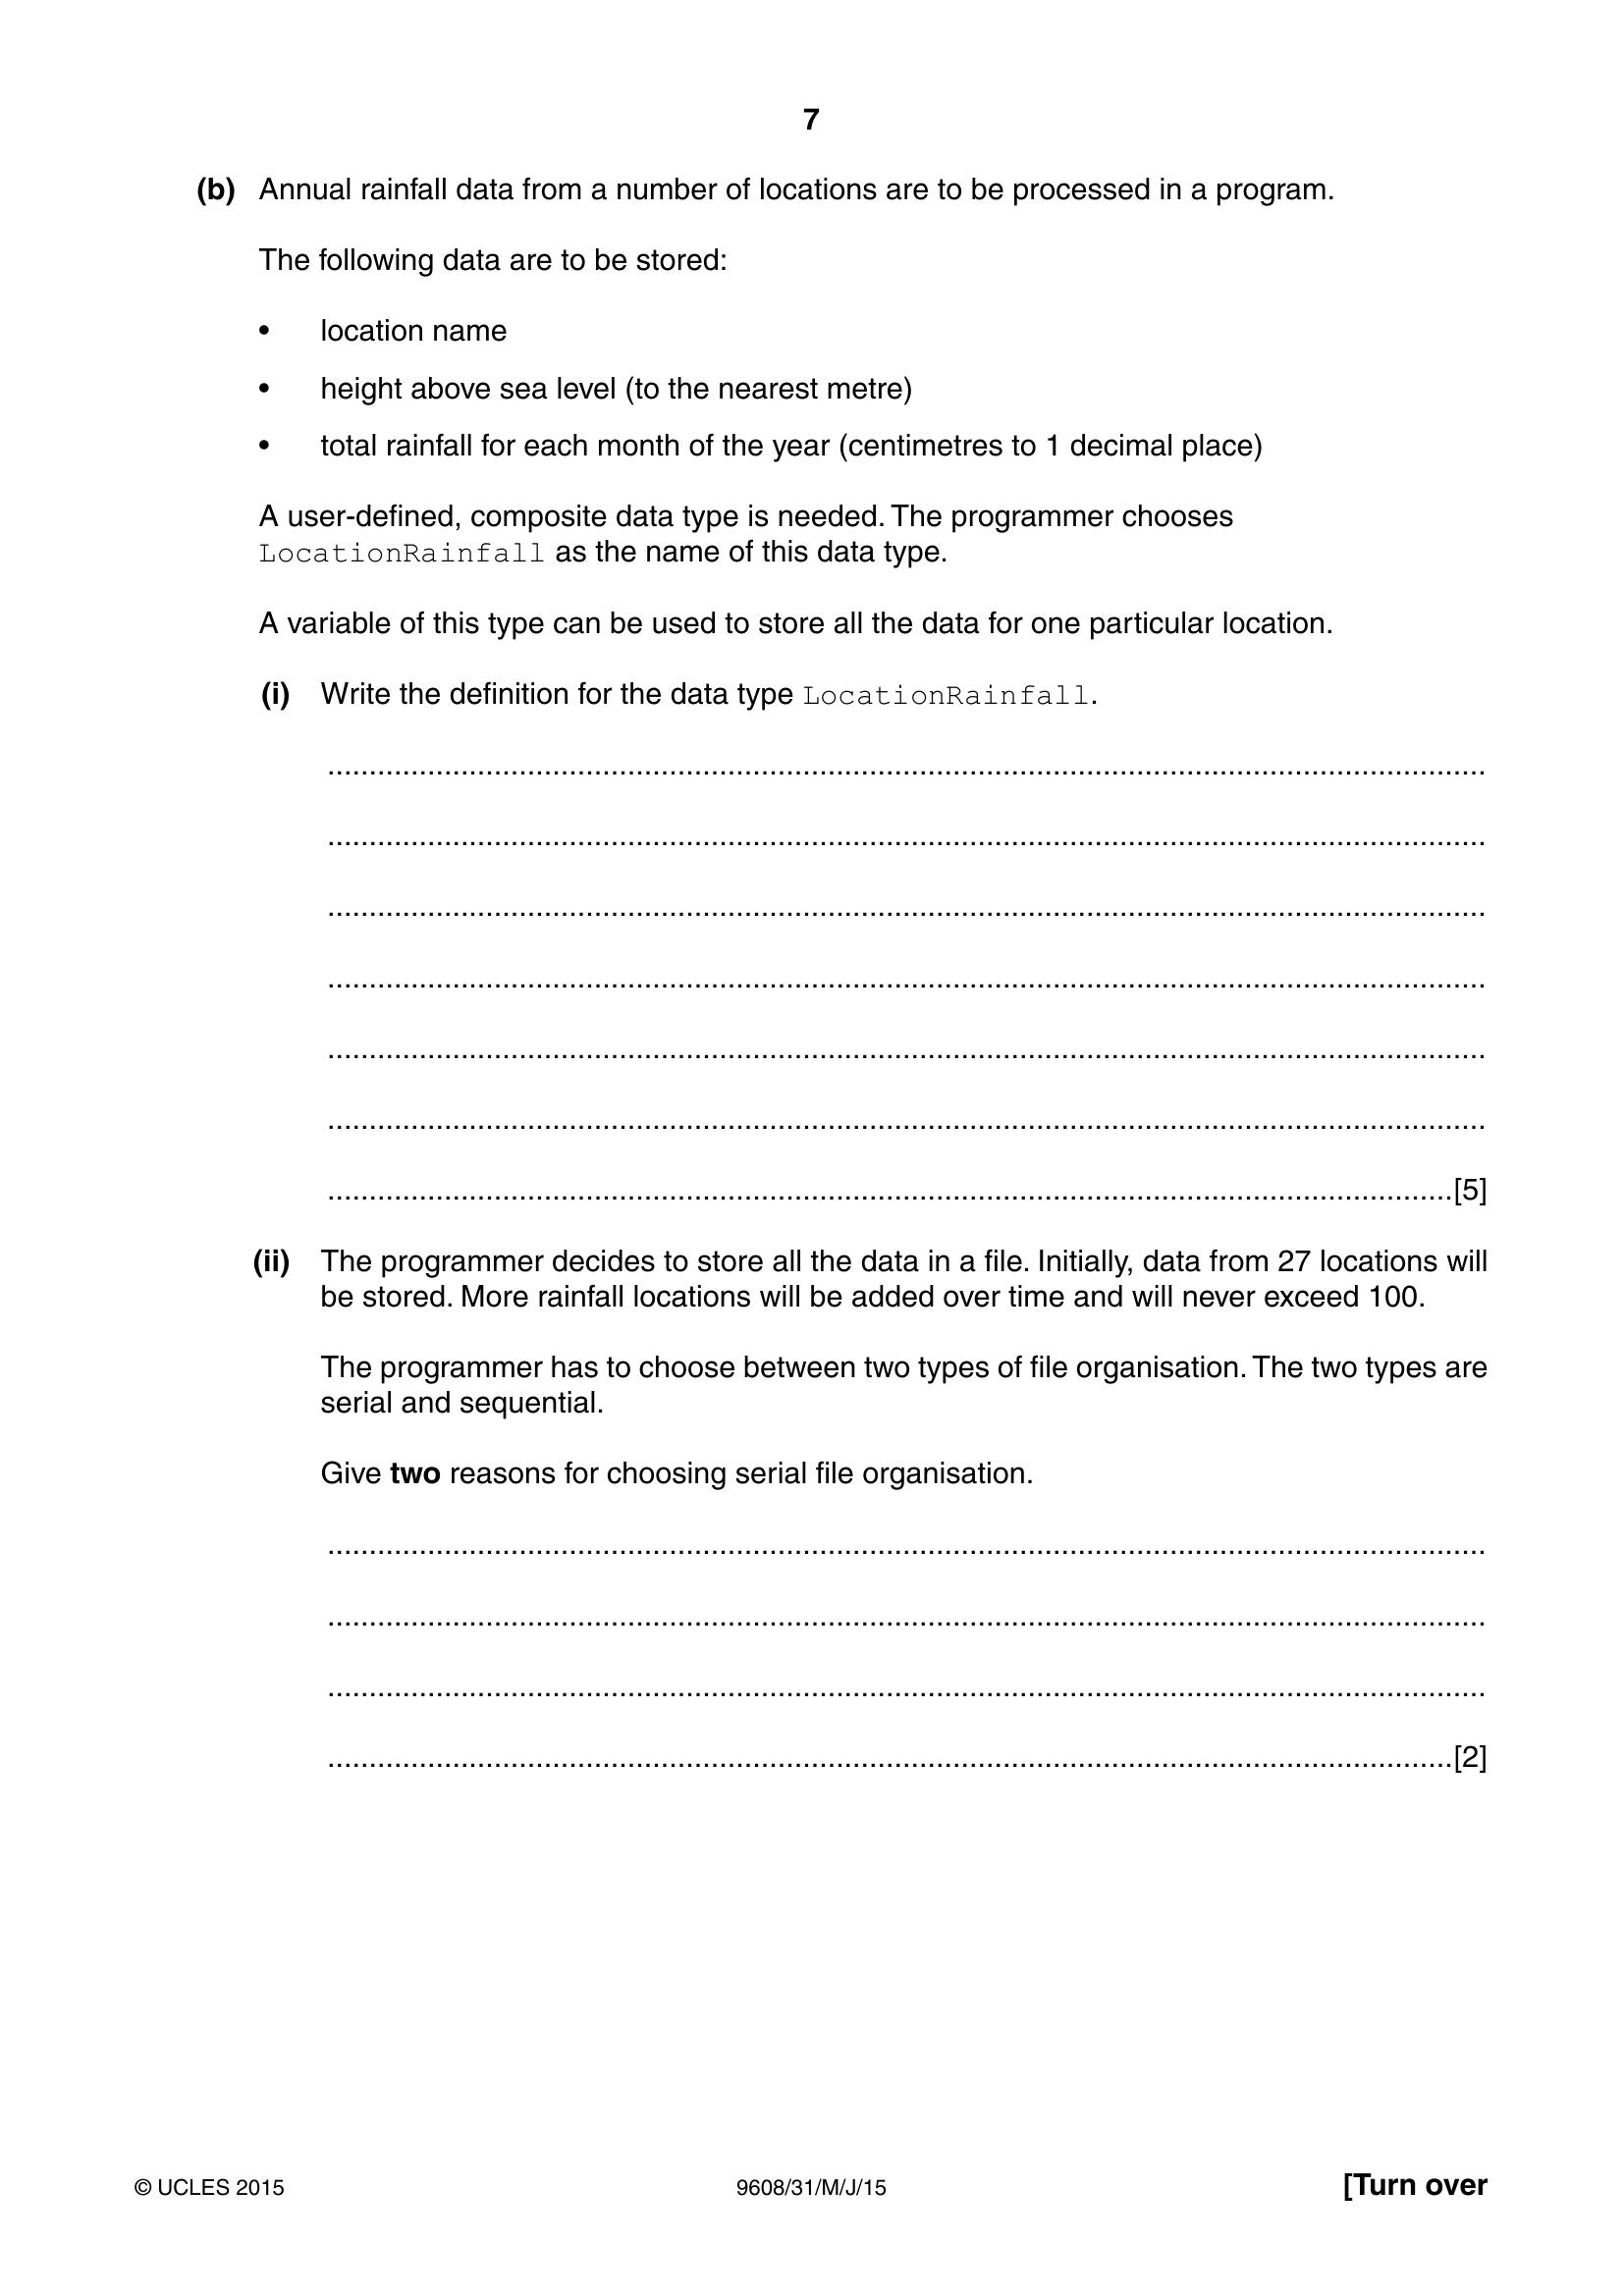 7
(b) Annual rainfall data from a number of locations are to be processed in a program.
The following data are to be stored:
• location name
• height above sea level (to the nearest metre)
• total rainfall for each month of the year (centimetres to 1 decimal place)
A user-defined, composite data type is needed. The programmer chooses
LocationRainfall as the name of this data type.
A variable of this type can be used to store all the data for one particular location.
(i) Write the definition for the data type LocationRainfall.
[5]
(ii) The programmer decides to store all the data in a file. Initially, data from 27 locations will
be stored. More rainfall locations will be added over time and will never exceed 100.
The programmer has to choose between two types of file organisation. The two types are
serial and sequential.
Give two reasons for choosing serial file organisation.
[2]
© UCLES 2015 9608/31/M/J/15 [Turn over